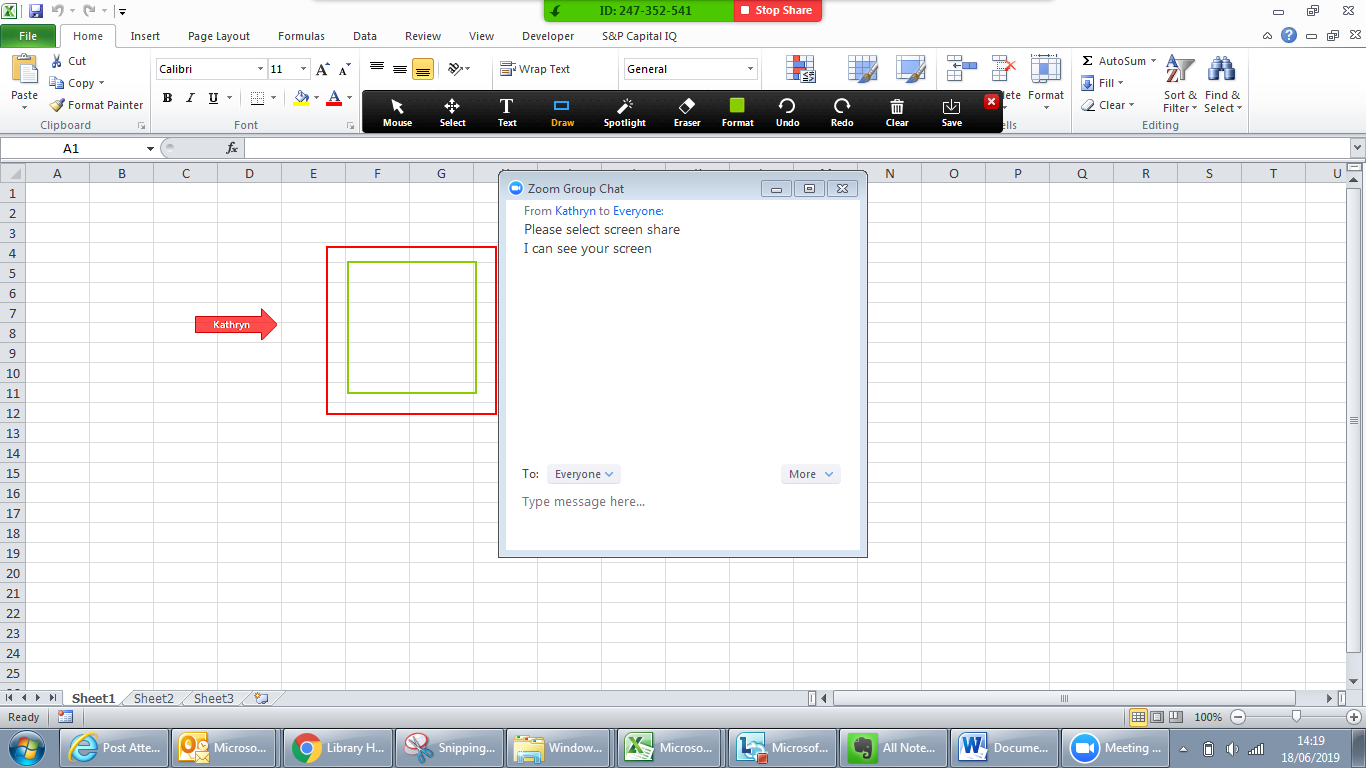 ID: 247-352-541
Stop Share
File Home Insert Page Layout Formulas Data Review View Developer S&P Capital IQ
Paste
Cut
Copy
Format Painter
Clipboard
Calibri 11
B I U
A A
Font
Wrap Text
General
Format
AutoSum
Fill
Clear
Sort & Filter
Find & Select
Editing
Mouse Select Text Draw Spotlight Eraser Format Undo Redo Clear Save
A1 fx
A B C D E F G N O P Q R S T U
1
2
3
4
5
6
7
8
9
10
11
12
13
14
15
16
17
18
19
20
21
22
23
24
25
Kathryn
Zoom Group Chat
From Kathryn to Everyone:
Please select screen share
I can see your screen
To: Everyone More
Type message here...
Sheet1 Sheet2 Sheet3
Ready 100%
Post Atte... Microso... Library H... Snipping... Window... Microso... Microsof... All Note... Docume... Meeting ...
14:19
18/06/2019